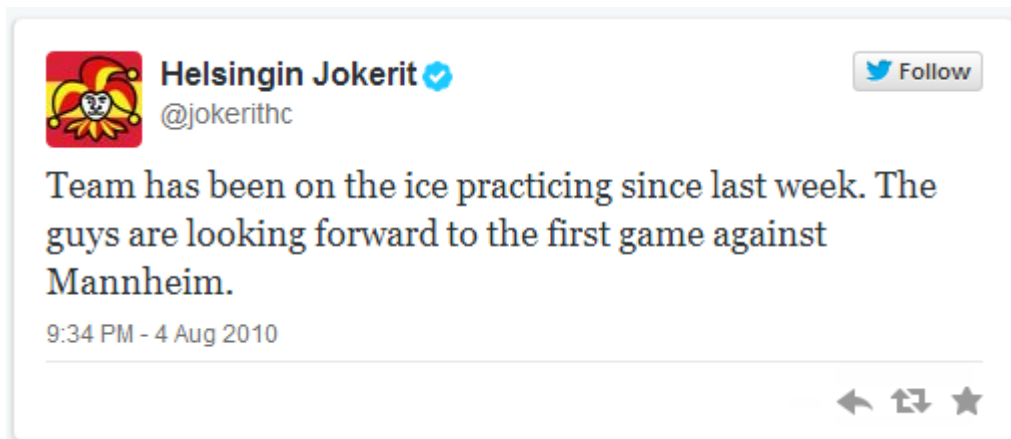 Helsingin Jokerit
Follow
@jokerithc
Team has been on the ice practicing since last week. The
guys are looking forward to the first game against
Mannheim.
9:34 PM - 4 Aug 2010